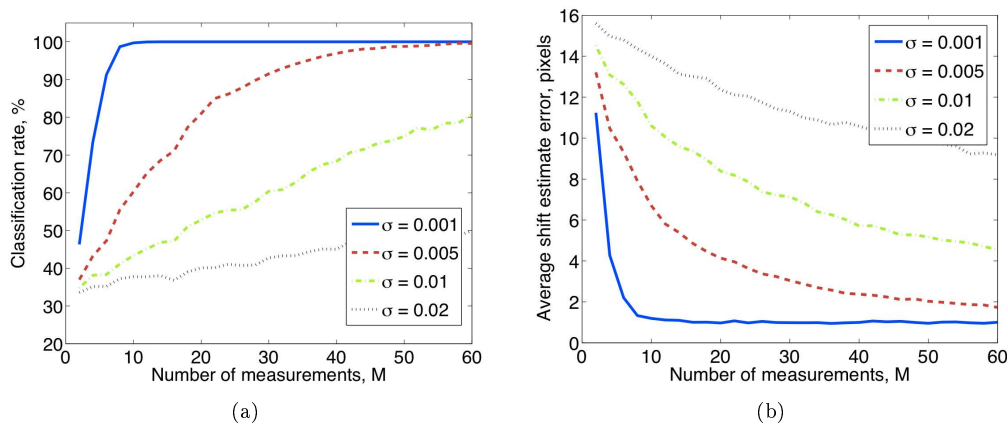 100
90
80
70
60
50
40
30
20
Classification rate, %
0 10 20 30 40 50 60
Number of measurements, M
σ = 0.001
σ = 0.005
σ = 0.01
σ = 0.02
(a)
16
14
12
10
8
6
4
2
0
Average shift estimate error, pixels
0 10 20 30 40 50 60
Number of measurements, M
σ = 0.001
σ = 0.005
σ = 0.01
σ = 0.02
(b)